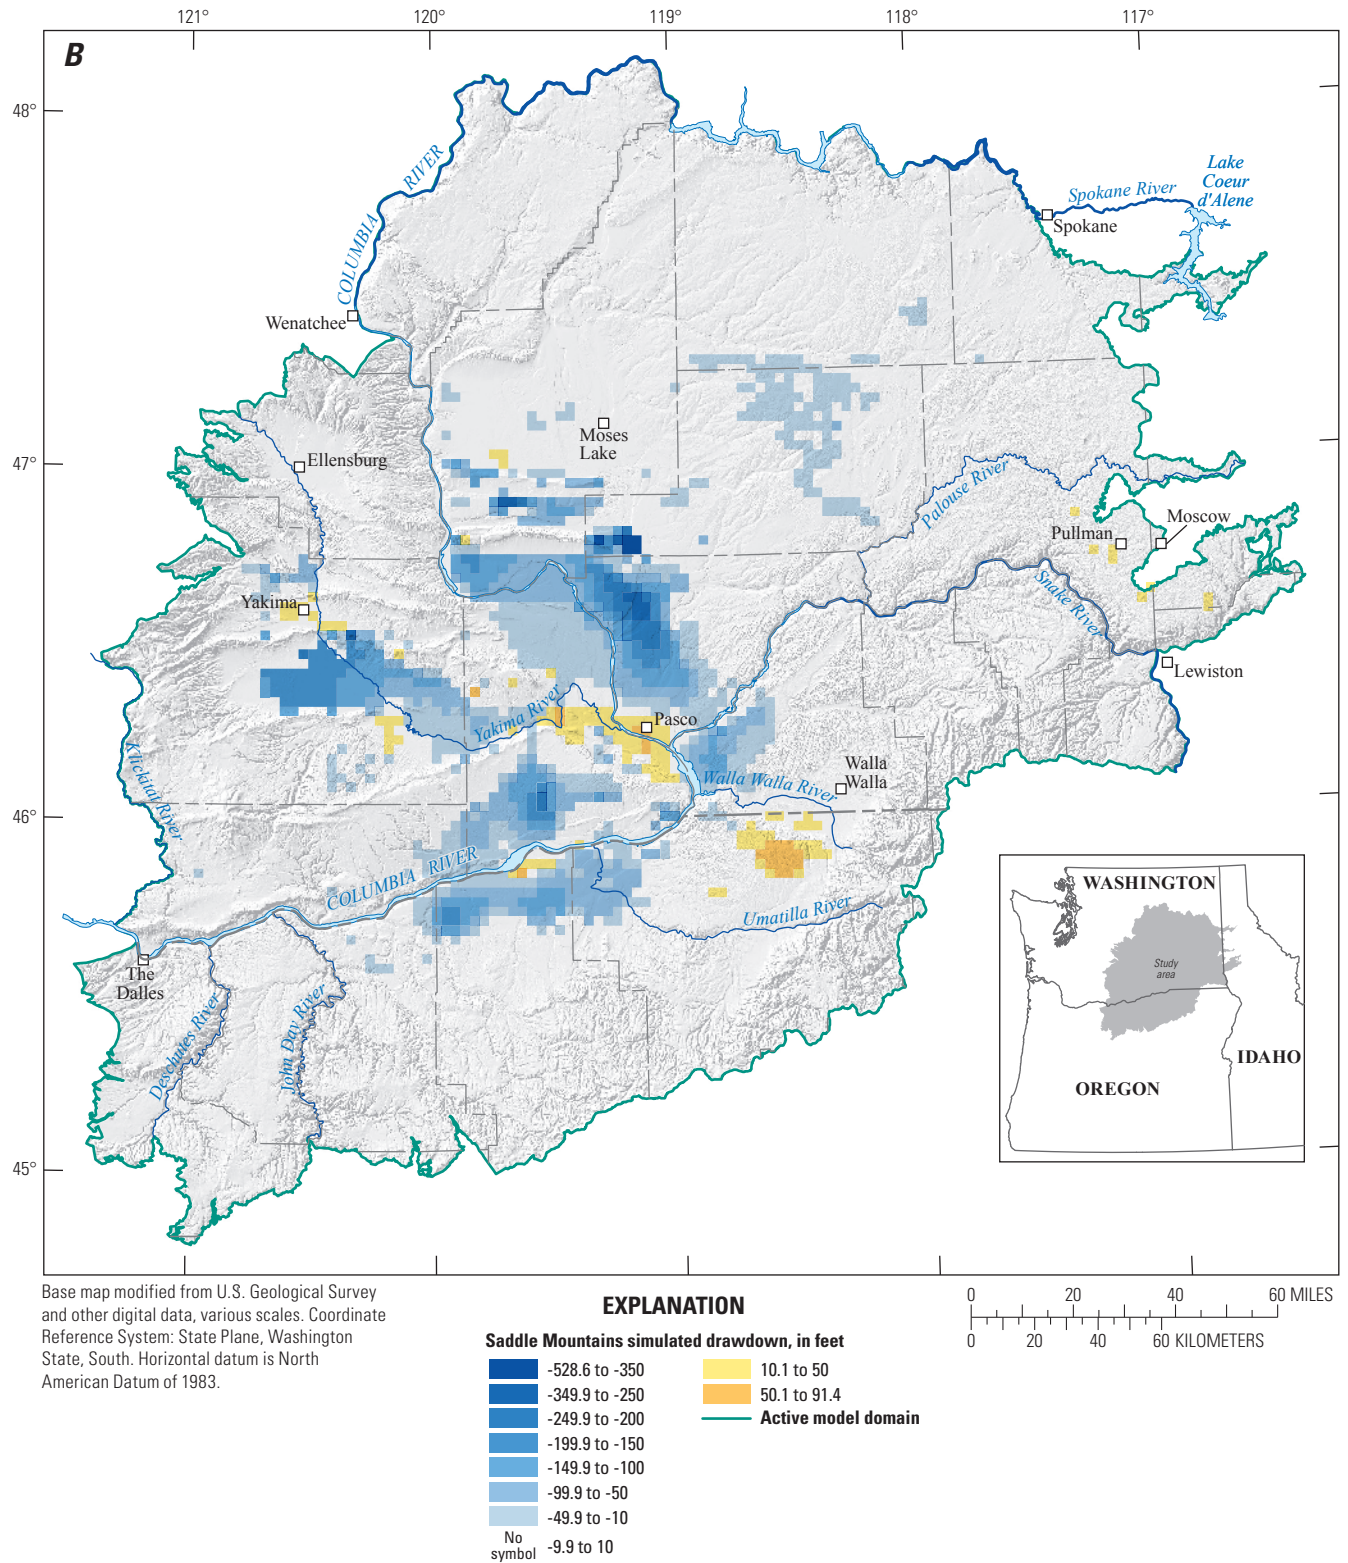 121°
120°
119°
118°
117°
B
48°
47°
46°
45°
COLUMBIA RIVER
Lake
Coeur
d'Alene
Spokane River
Spokane
Wenatchee
Moses
Lake
Ellensburg
Palouse River
Pullman
Moscow
Snake River
Yakima
Lewiston
Yakima River
Pasco
Klickitat River
Walla
Walla
Walla Walla River
COLUMBIA RIVER
Umatilla River
The
Dalles
Deschutes River
John Day River
WASHINGTON
Study
area
IDAHO
OREGON
Base map modified from U.S. Geological Survey
and other digital data, various scales. Coordinate
Reference System: State Plane, Washington
State, South. Horizontal datum is North
American Datum of 1983.
0 20 40 60 MILES
0 20 40 60 KILOMETERS
EXPLANATION
Saddle Mountains simulated drawdown, in feet
-528.6 to -350
-349.9 to -250
-249.9 to -200
-199.9 to -150
-149.9 to -100
-99.9 to -50
-49.9 to -10
No
symbol
-9.9 to 10
10.1 to 50
50.1 to 91.4
Active model domain